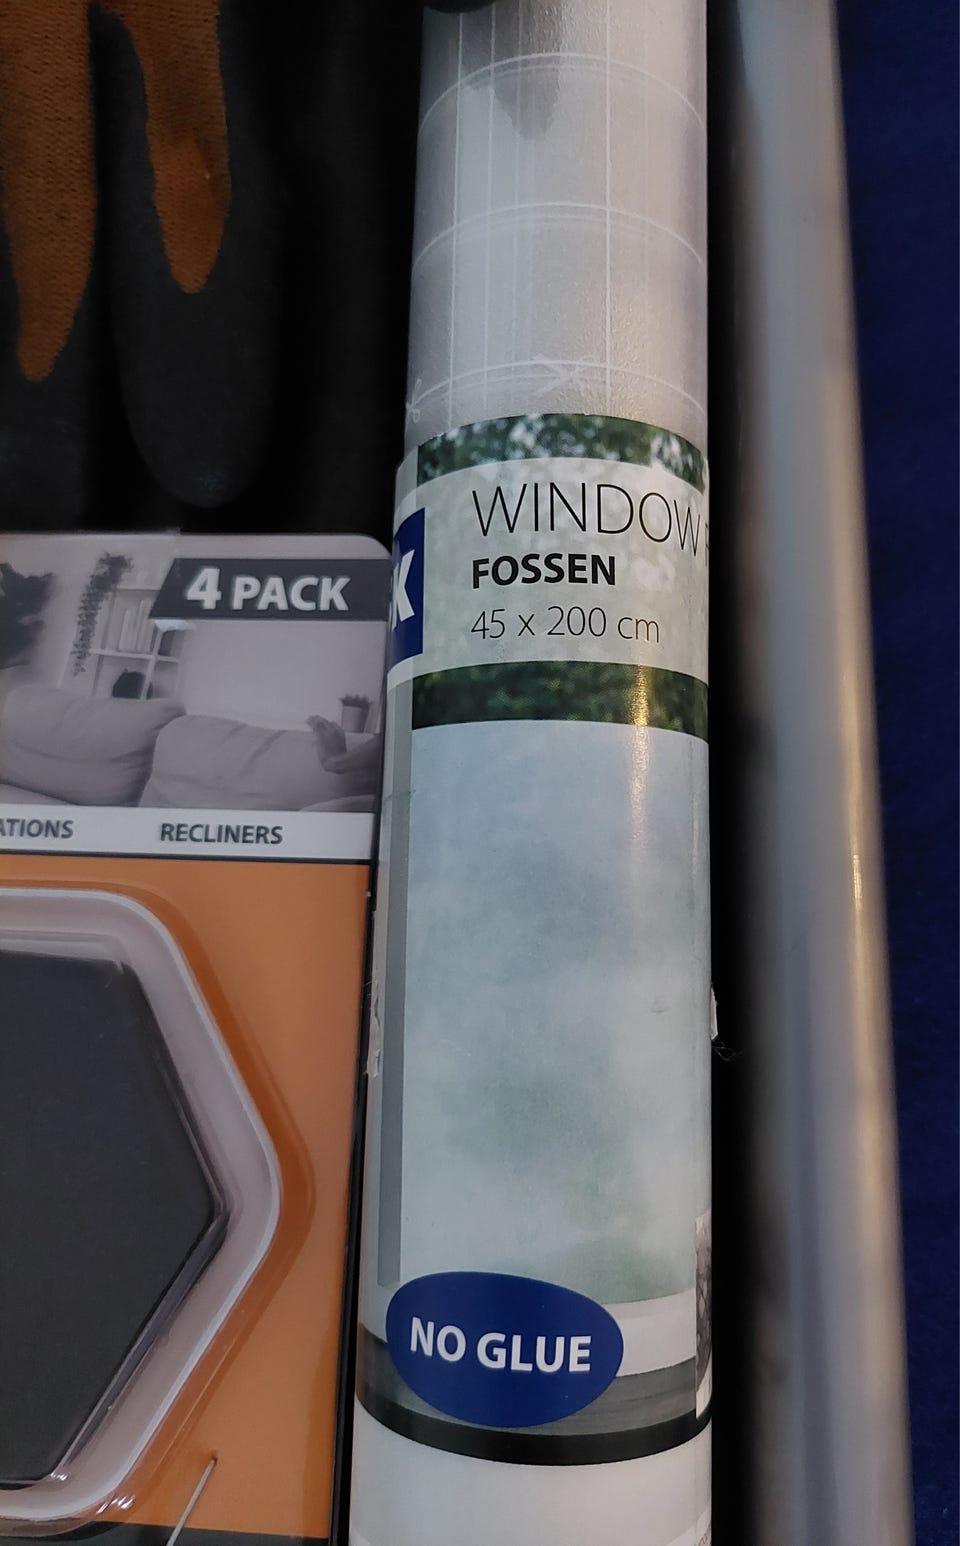 4 PACK
ATIONS RECLINERS
K
WINDOW
FOSSEN
45 x 200 cm
NO GLUE